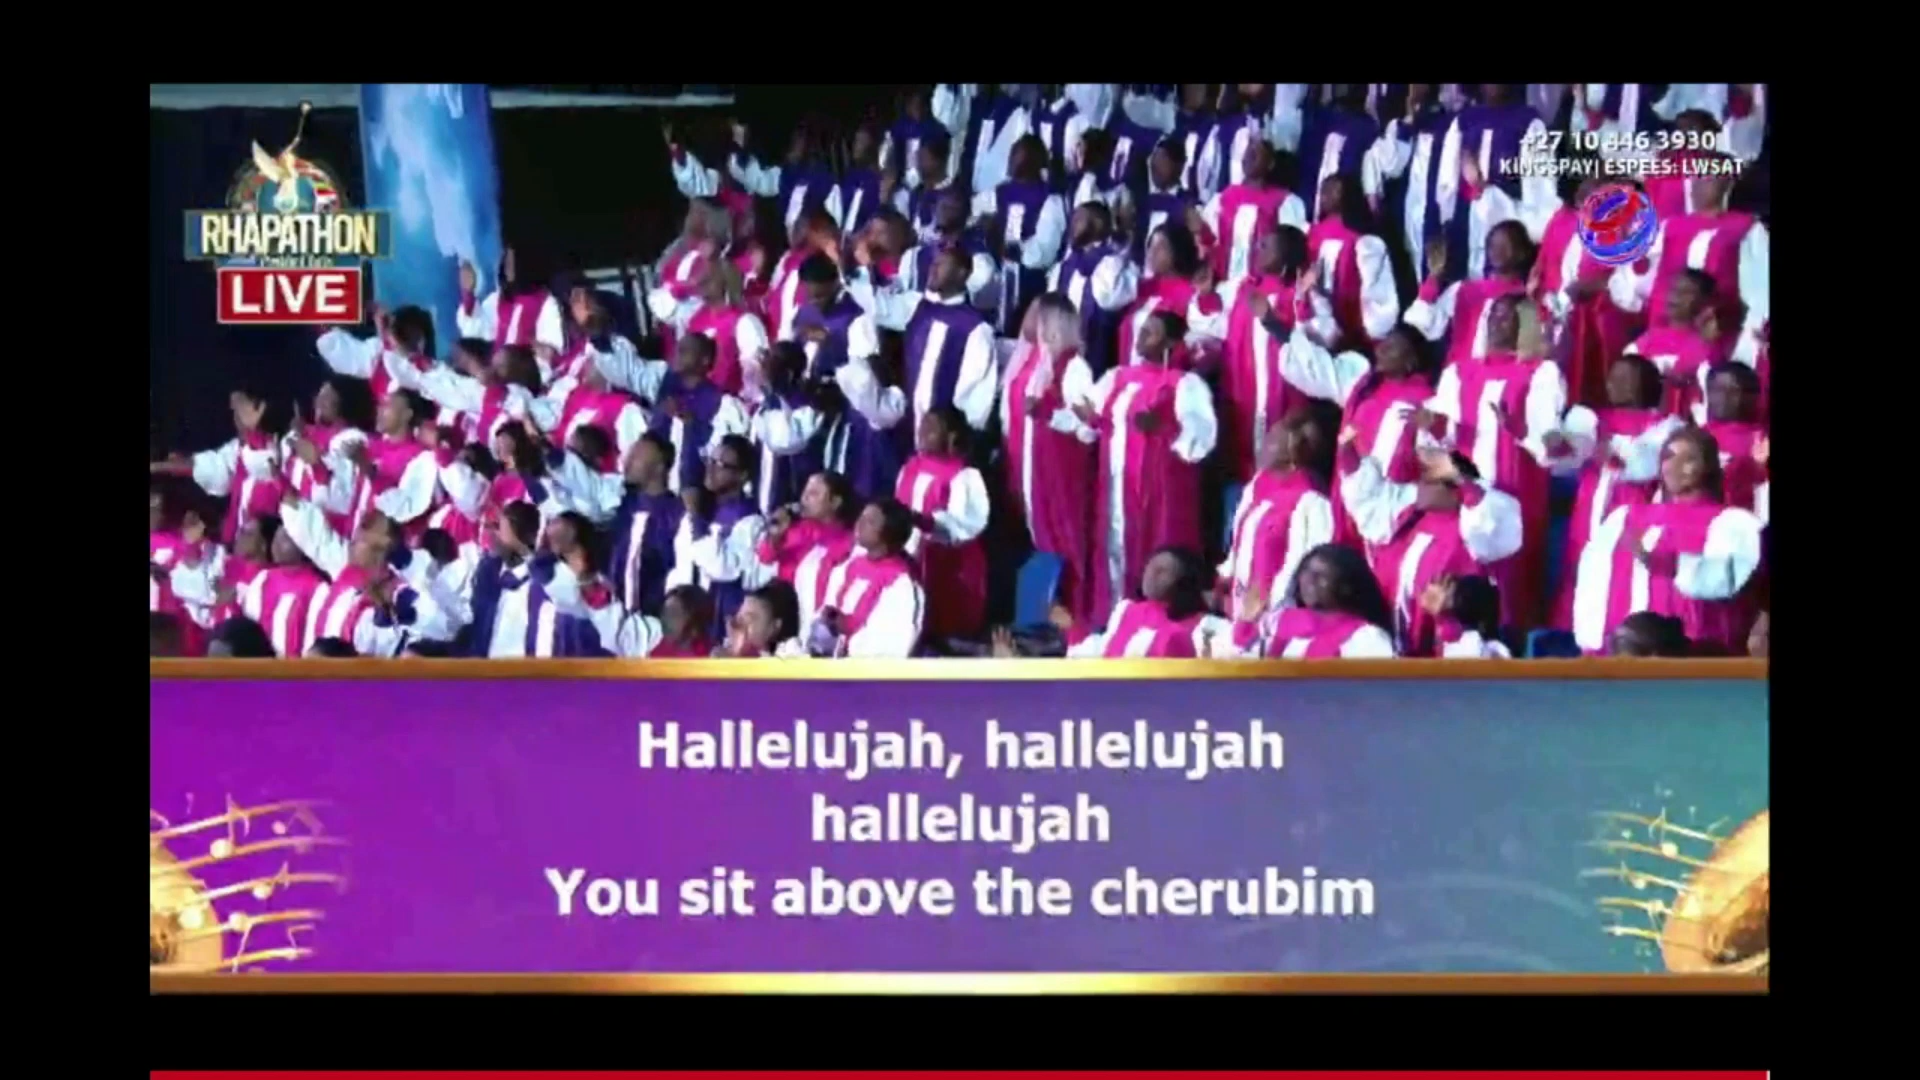 +27 10 446 3930
KINGSPAY| ESPEES: LWSAT
RHAPATHON
LIVE
Hallelujah, hallelujah
hallelujah
You sit above the cherubim